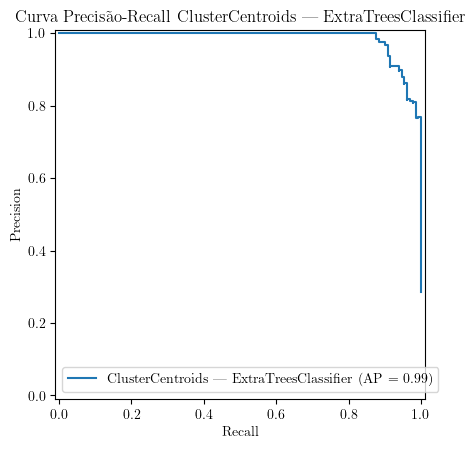 Curva Precisão-Recall ClusterCentroids — ExtraTreesClassifier
1.0
0.8
0.6
0.4
0.2
0.0
Precision
ClusterCentroids — ExtraTreesClassifier (AP = 0.99)
0.0 0.2 0.4 0.6 0.8 1.0
Recall